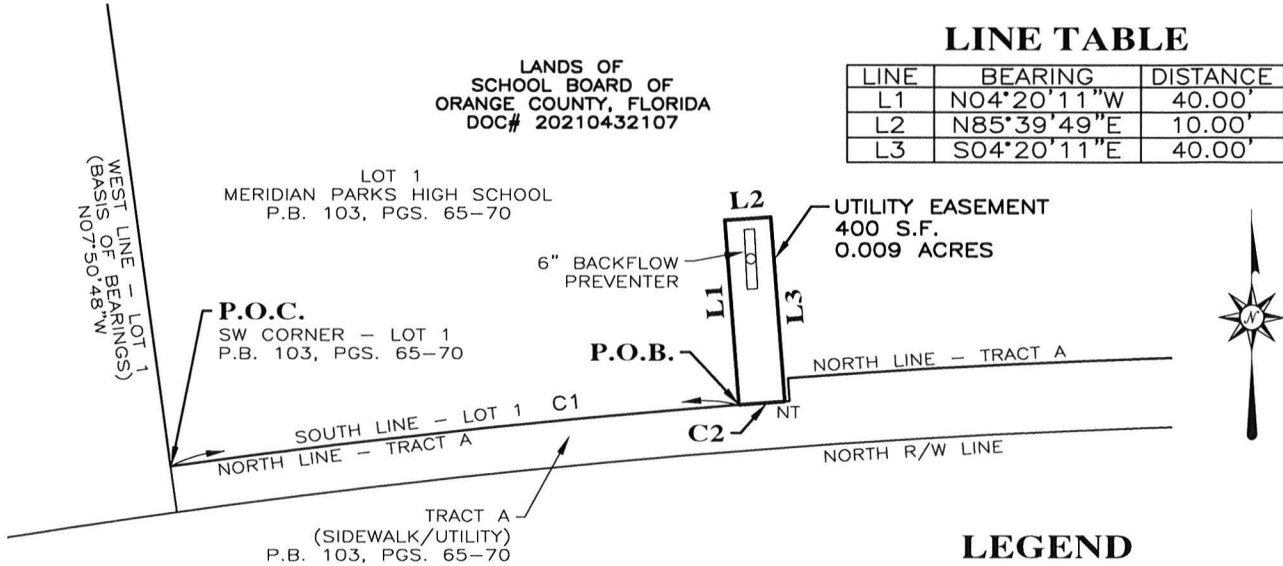 LINE TABLE
LINE BEARING DISTANCE
L1 N04°20'11"W 40.00'
L2 N85°39'49"E 10.00'
L3 S04°20'11"E 40.00'
LANDS OF
SCHOOL BOARD OF
ORANGE COUNTY, FLORIDA
DOC# 20210432107
WEST LINE – LOT 1
(BASIS OF BEARINGS)
N07°50'48"W
LOT 1
MERIDIAN PARKS HIGH SCHOOL
P.B. 103, PGS. 65–70
L2
UTILITY EASEMENT
400 S.F.
0.009 ACRES
6" BACKFLOW
PREVENTER
L1
L3
N
P.O.C.
SW CORNER – LOT 1
P.B. 103, PGS. 65–70
P.O.B.
NORTH LINE – TRACT A
SOUTH LINE – LOT 1 C1
NORTH LINE – TRACT A
NT
C2
NORTH R/W LINE
TRACT A
(SIDEWALK/UTILITY)
P.B. 103, PGS. 65–70
LEGEND